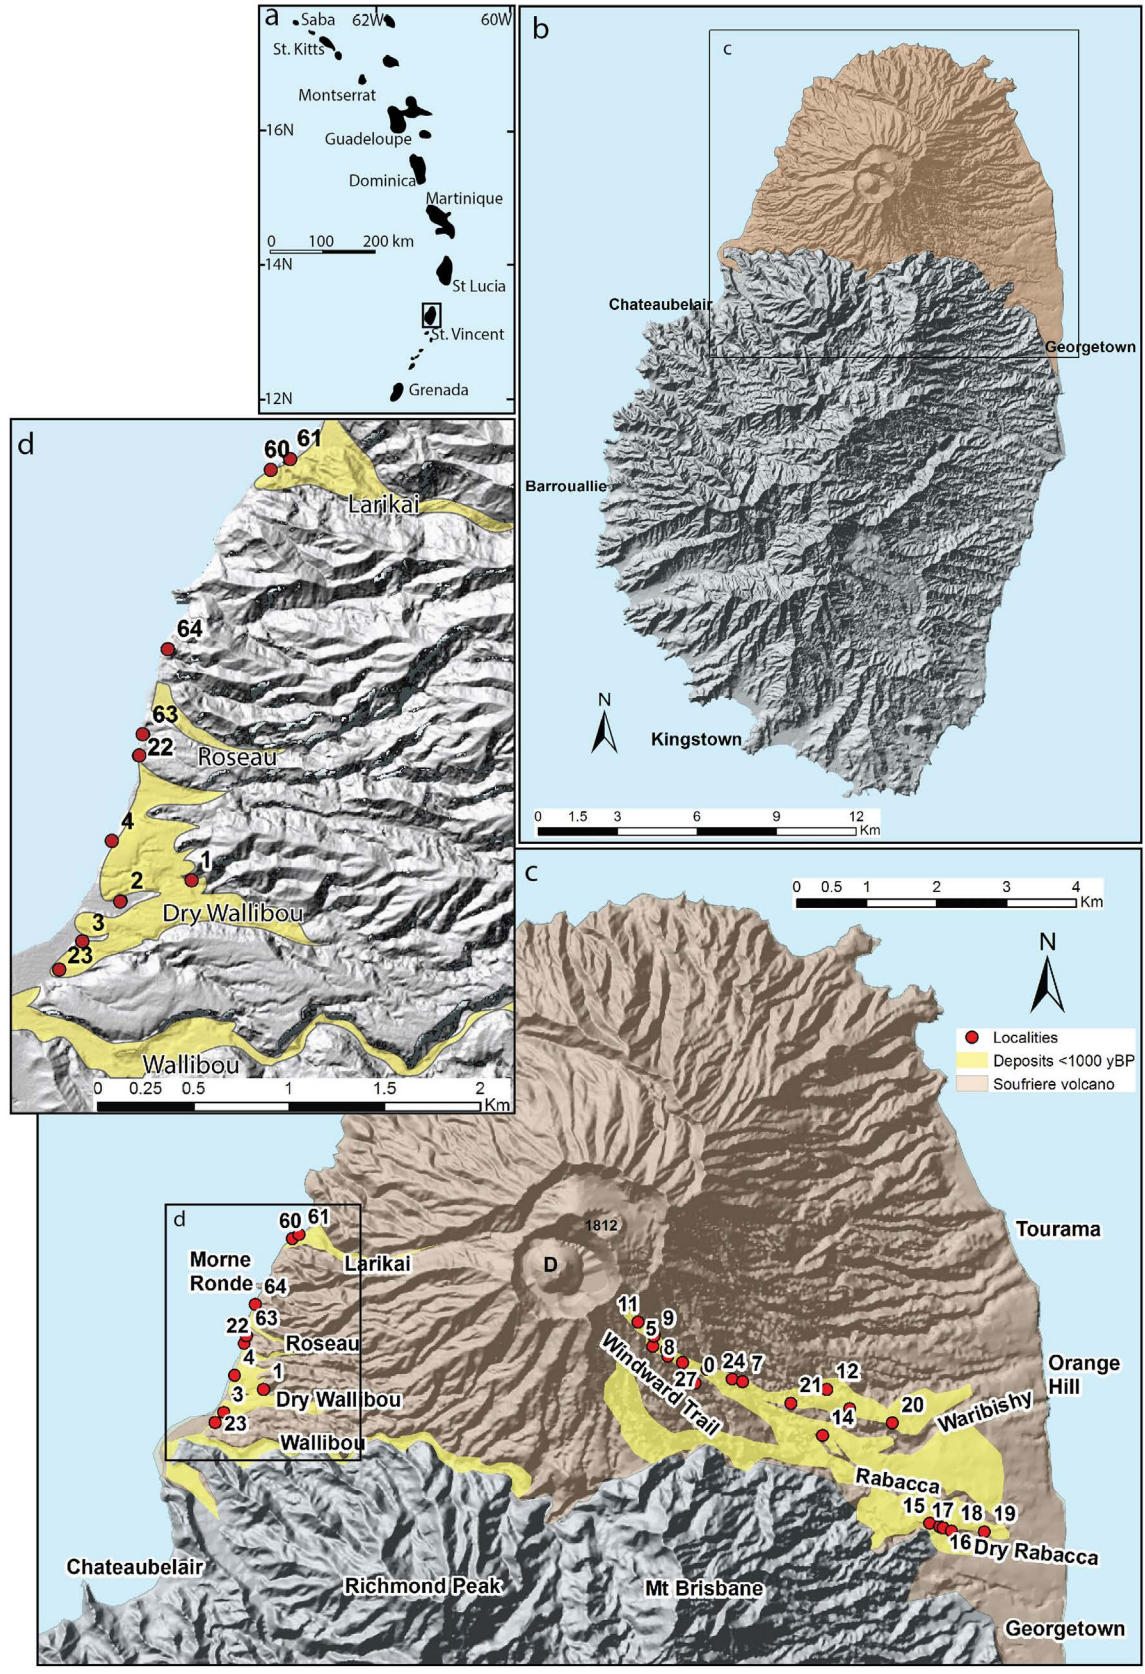 a
62W
60W
Saba
St. Kitts
Montserrat
16N
Guadeloupe
Dominica
Martinique
0 100 200 km
14N
St Lucia
St. Vincent
12N
Grenada
b
c
Chateaubelair
Georgetown
Barrouallie
N
Kingstown
0 1.5 3 6 9 12
Km
d
60
61
Larikai
64
63
22
Roseau
4
1
2
Dry Wallibou
3
23
Wallibou
0 0.25 0.5 1 1.5 2
Km
c
0 0.5 1 2 3 4
Km
N
Localities
Deposits <1000 yBP
Soufriere volcano
d
60
61
1812
Tourama
Morne
Ronde
Larikai
D
64
63
22
Roseau
4
1
3
Dry Wallibou
23
Wallibou
11
9
5
8
27
0
24
7
Windward Trail
21
12
20
14
Waribishy
Orange
Hill
Rabacca
15
17
18
19
16
Dry Rabacca
Chateaubelair
Richmond Peak
Mt Brisbane
Georgetown